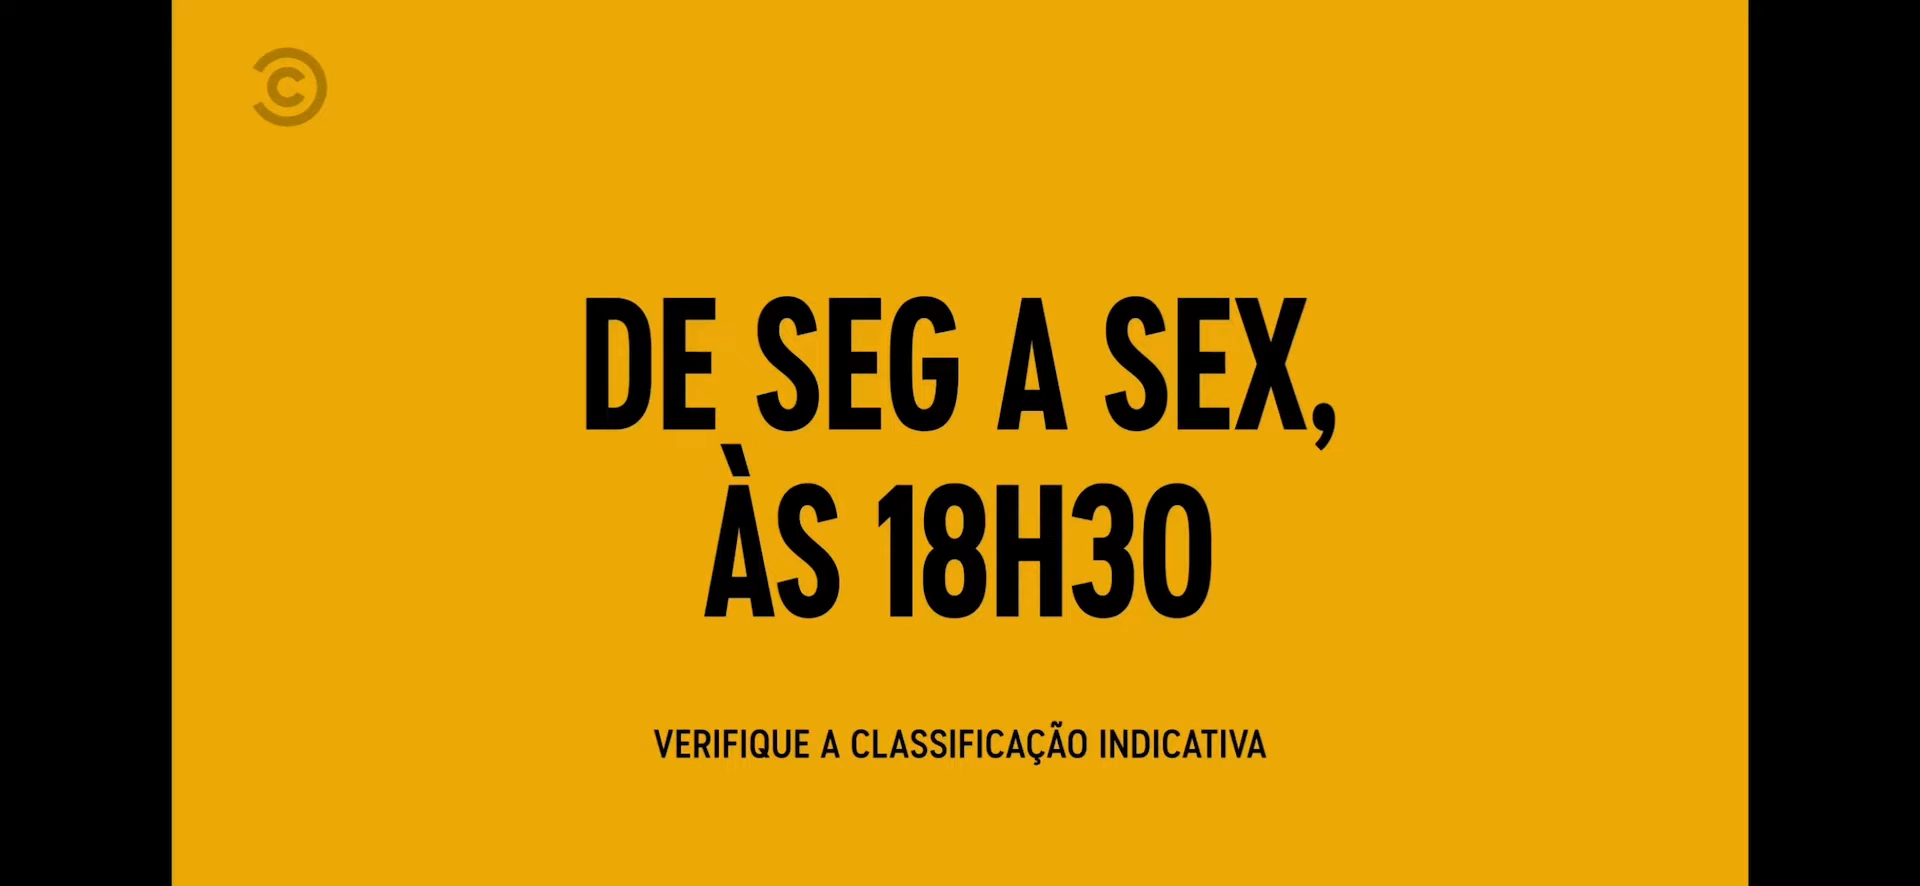 DE SEG A SEX,
ÀS 18H30
VERIFIQUE A CLASSIFICAÇÃO INDICATIVA